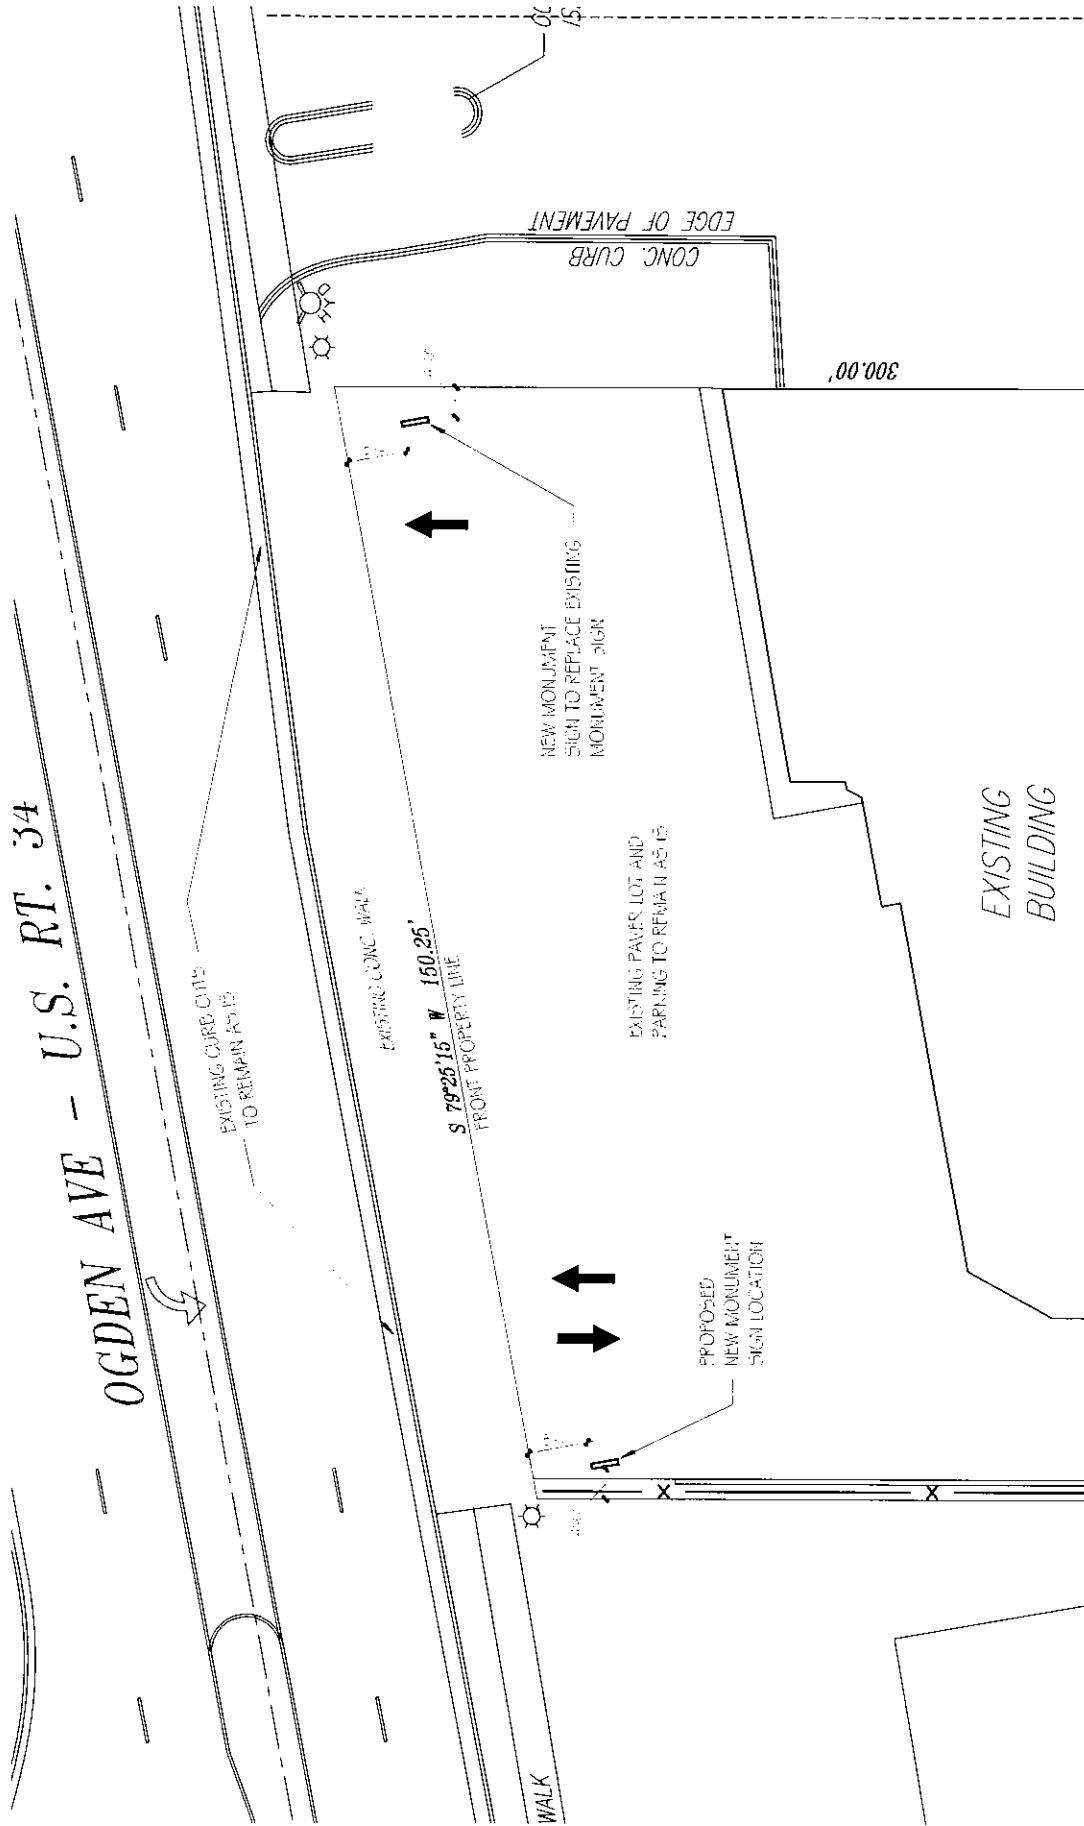 OGDEN AVE - U.S. RT. 34
EXISTING CURB CUTS
TO REMAIN AS IS
EXISTING CONC. WALK
S 79°25'15" W 150.25'
FRONT PROPERTY LINE
EDGE OF PAVEMENT
CONC. CURB
300.00'
NEW MONUMENT
SIGN TO REPLACE EXISTING
MONUMENT SIGN
EXISTING PAVER LOT AND
PARKING TO REMAIN AS IS
EXISTING
BUILDING
PROPOSED
NEW MONUMENT
SIGN LOCATION
WALK
X
X